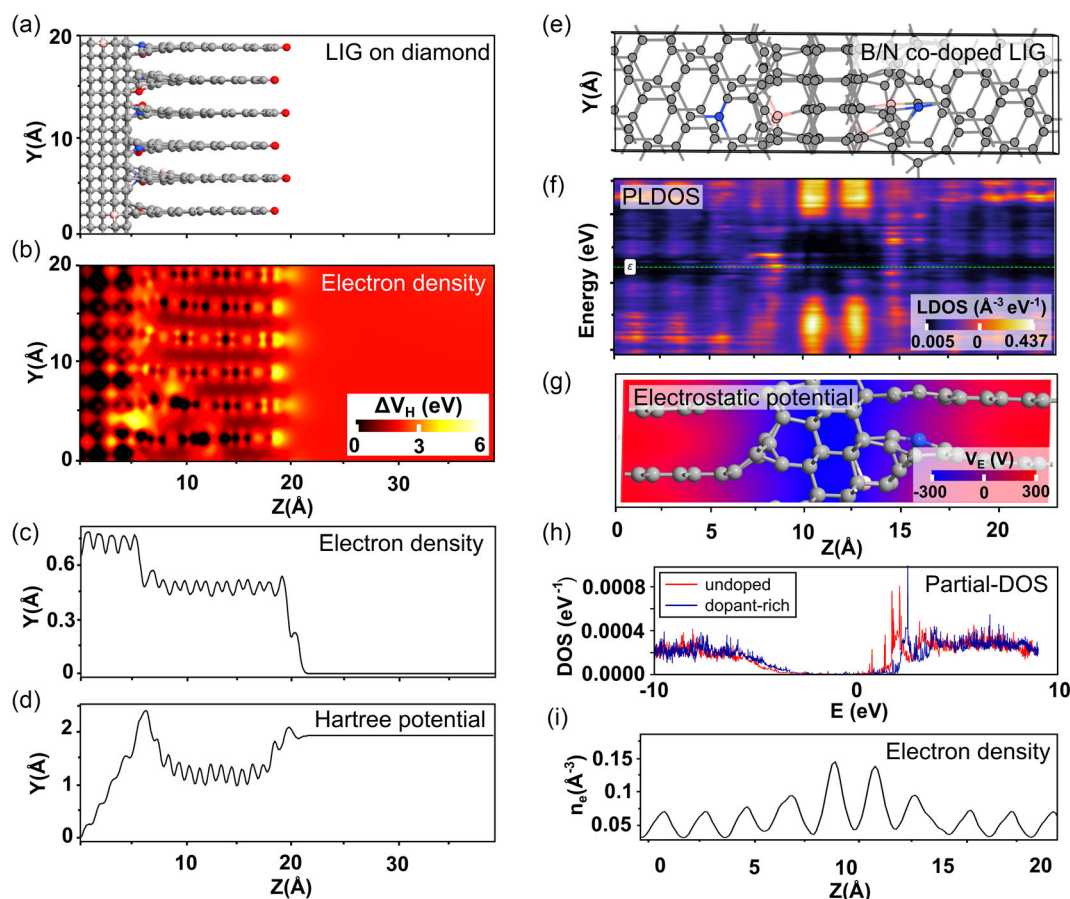 (a)
20
LIG on diamond
Y(Å)
10
0
10
20
30
Z(Å)
(b)
20
Electron density
Y(Å)
10
ΔV_H (eV)
0
3
6
0
10
20
30
Z(Å)
(c)
Electron density
0.6
Y(Å)
0.3
0
(d)
Hartree potential
2
Y(Å)
1
0
10
20
30
Z(Å)
(e)
B/N co-doped LIG
Y(Å)
(f)
PLDOS
Energy (eV)
ε
LDOS (Å⁻³ eV⁻¹)
0.005
0
0.437
(g)
Electrostatic potential
V_E (V)
-300
0
300
0
5
10
15
20
Z(Å)
(h)
undoped
dopant-rich
Partial-DOS
DOS (eV⁻¹)
0.0008
0.0004
0.0000
-10
0
10
E (eV)
(i)
Electron density
n_e(Å⁻³)
0.15
0.10
0.05
0
5
10
15
20
Z(Å)